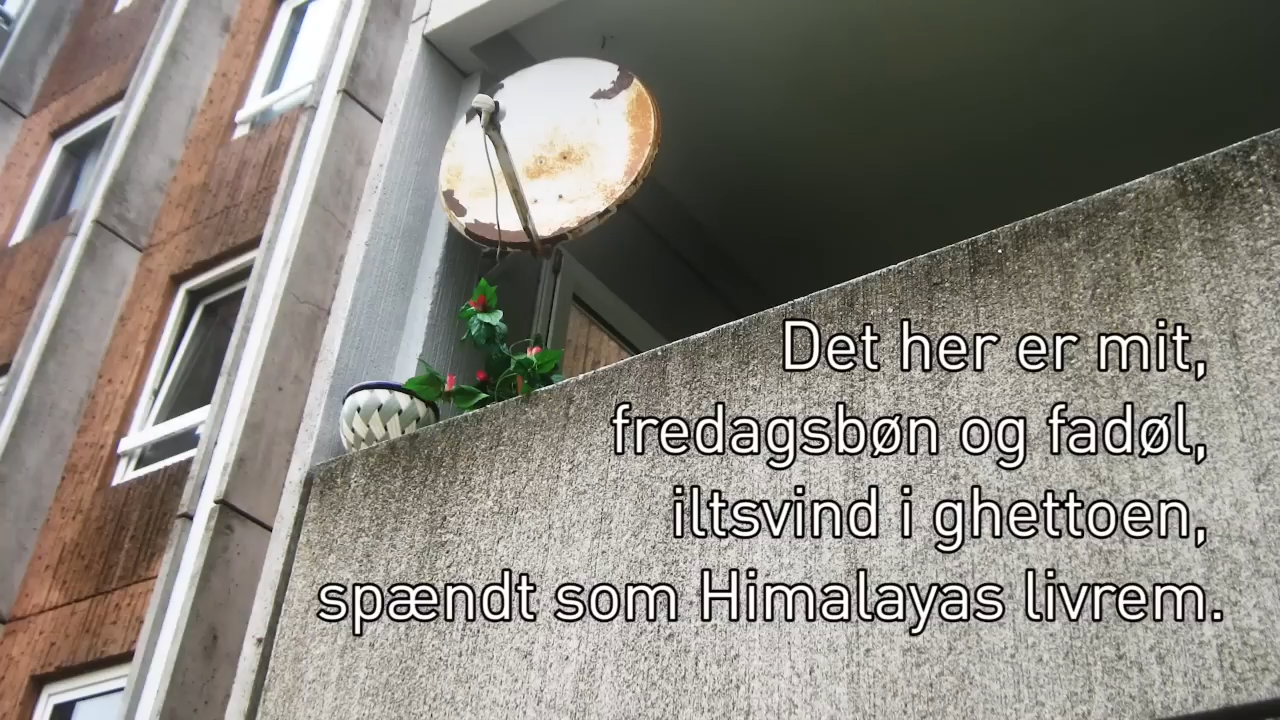 Det her er mit,
fredagsbøn og fadøl,
iltsvind i ghettoen,
spændt som Himalayas livrem.